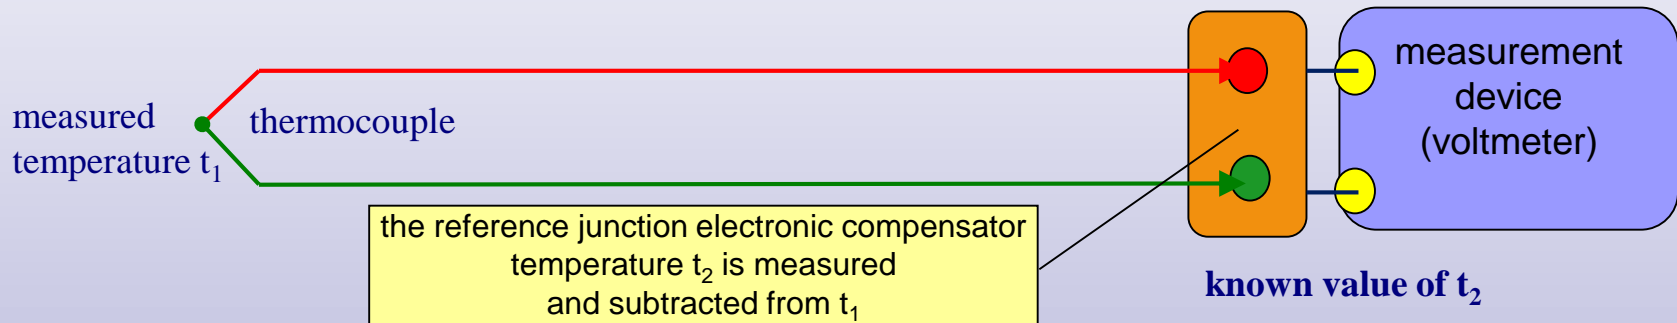 measured
temperature t₁
thermocouple
measurement
device
(voltmeter)
the reference junction electronic compensator
temperature t₂ is measured
and subtracted from t₁
known value of t₂